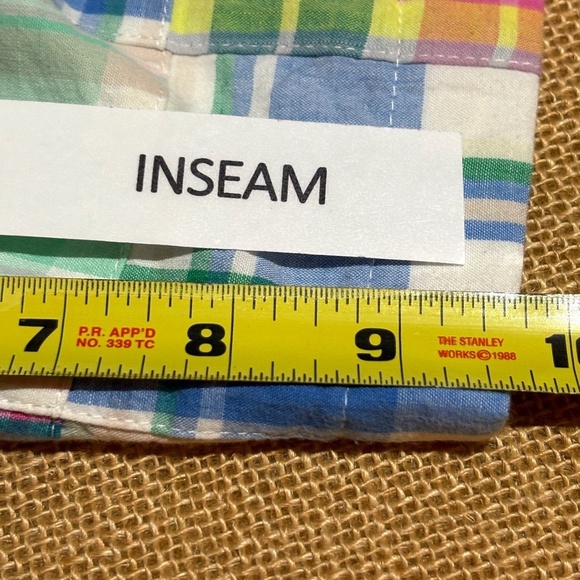 INSEAM
7 P.R. APP'D 8 9 THE STANLEY 10
NO. 339 TC WORKS © 1988